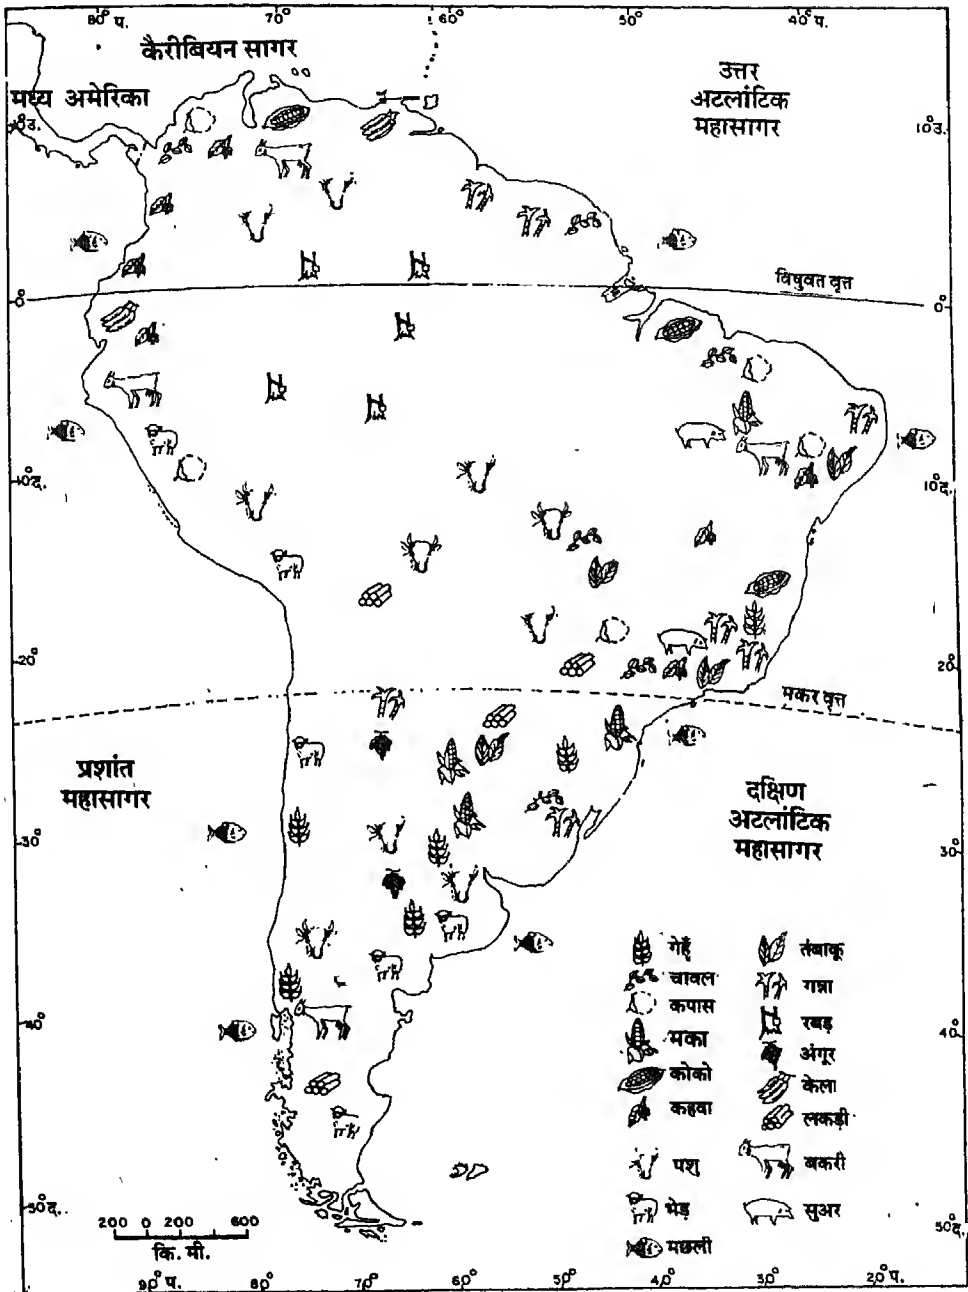 80° प.
70°
60°
50°
40° प.
कैरीबियन सागर
मध्य अमेरिका
उत्तर
अटलांटिक
महासागर
10°उ.
10°उ.
विषुवत वृत्त
0°
0°
10°द.
10°द.
20°
20°
मकर वृत्त
प्रशांत
महासागर
दक्षिण
अटलांटिक
महासागर
30°
30°
गेहूँ
तंबाकू
चावल
गन्ना
कपास
रबड़
मका
अंगूर
कोको
केला
कहवा
लकड़ी
पशु
बकरी
भेड़
सुअर
मछली
40°
40°
50°द.
50°द.
200 0 200 600
कि. मी.
90° प.
80°
70°
60°
50°
40°
30°
20° प.